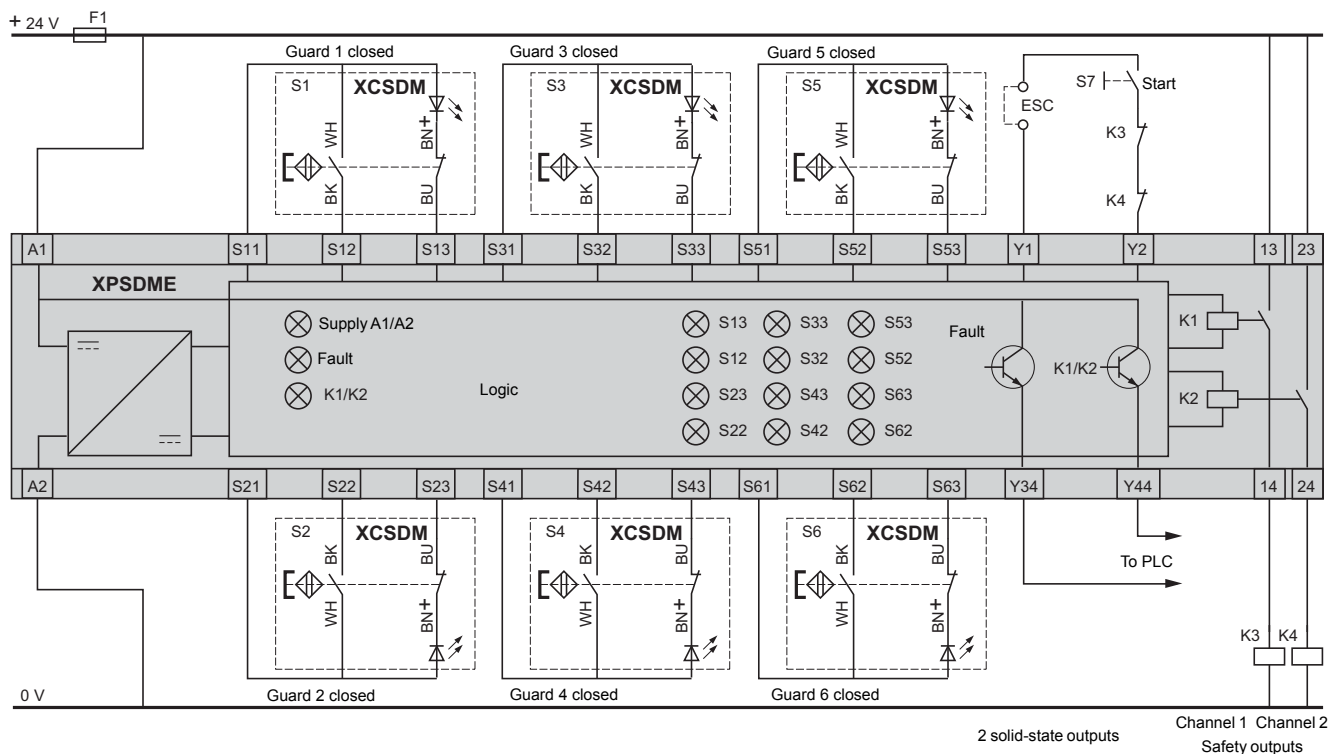 + 24 V
F1
Guard 1 closed
Guard 3 closed
Guard 5 closed
S1
XCSDM
WH
BN+
BK
BU
S3
XCSDM
WH
BN+
BK
BU
S5
XCSDM
WH
BN+
BK
BU
ESC
S7
Start
K3
K4
A1
S11
S12
S13
S31
S32
S33
S51
S52
S53
Y1
Y2
13
23
XPSDME
Supply A1/A2
Fault
K1/K2
Logic
S13
S33
S53
S12
S32
S52
S23
S43
S63
S22
S42
S62
Fault
K1/K2
K1
K2
A2
S21
S22
S23
S41
S42
S43
S61
S62
S63
Y34
Y44
14
24
S2
XCSDM
BK
BU
WH
BN+
S4
XCSDM
BK
BU
WH
BN+
S6
XCSDM
BK
BU
WH
BN+
To PLC
K3
K4
0 V
Guard 2 closed
Guard 4 closed
Guard 6 closed
2 solid-state outputs
Channel 1
Channel 2
Safety outputs